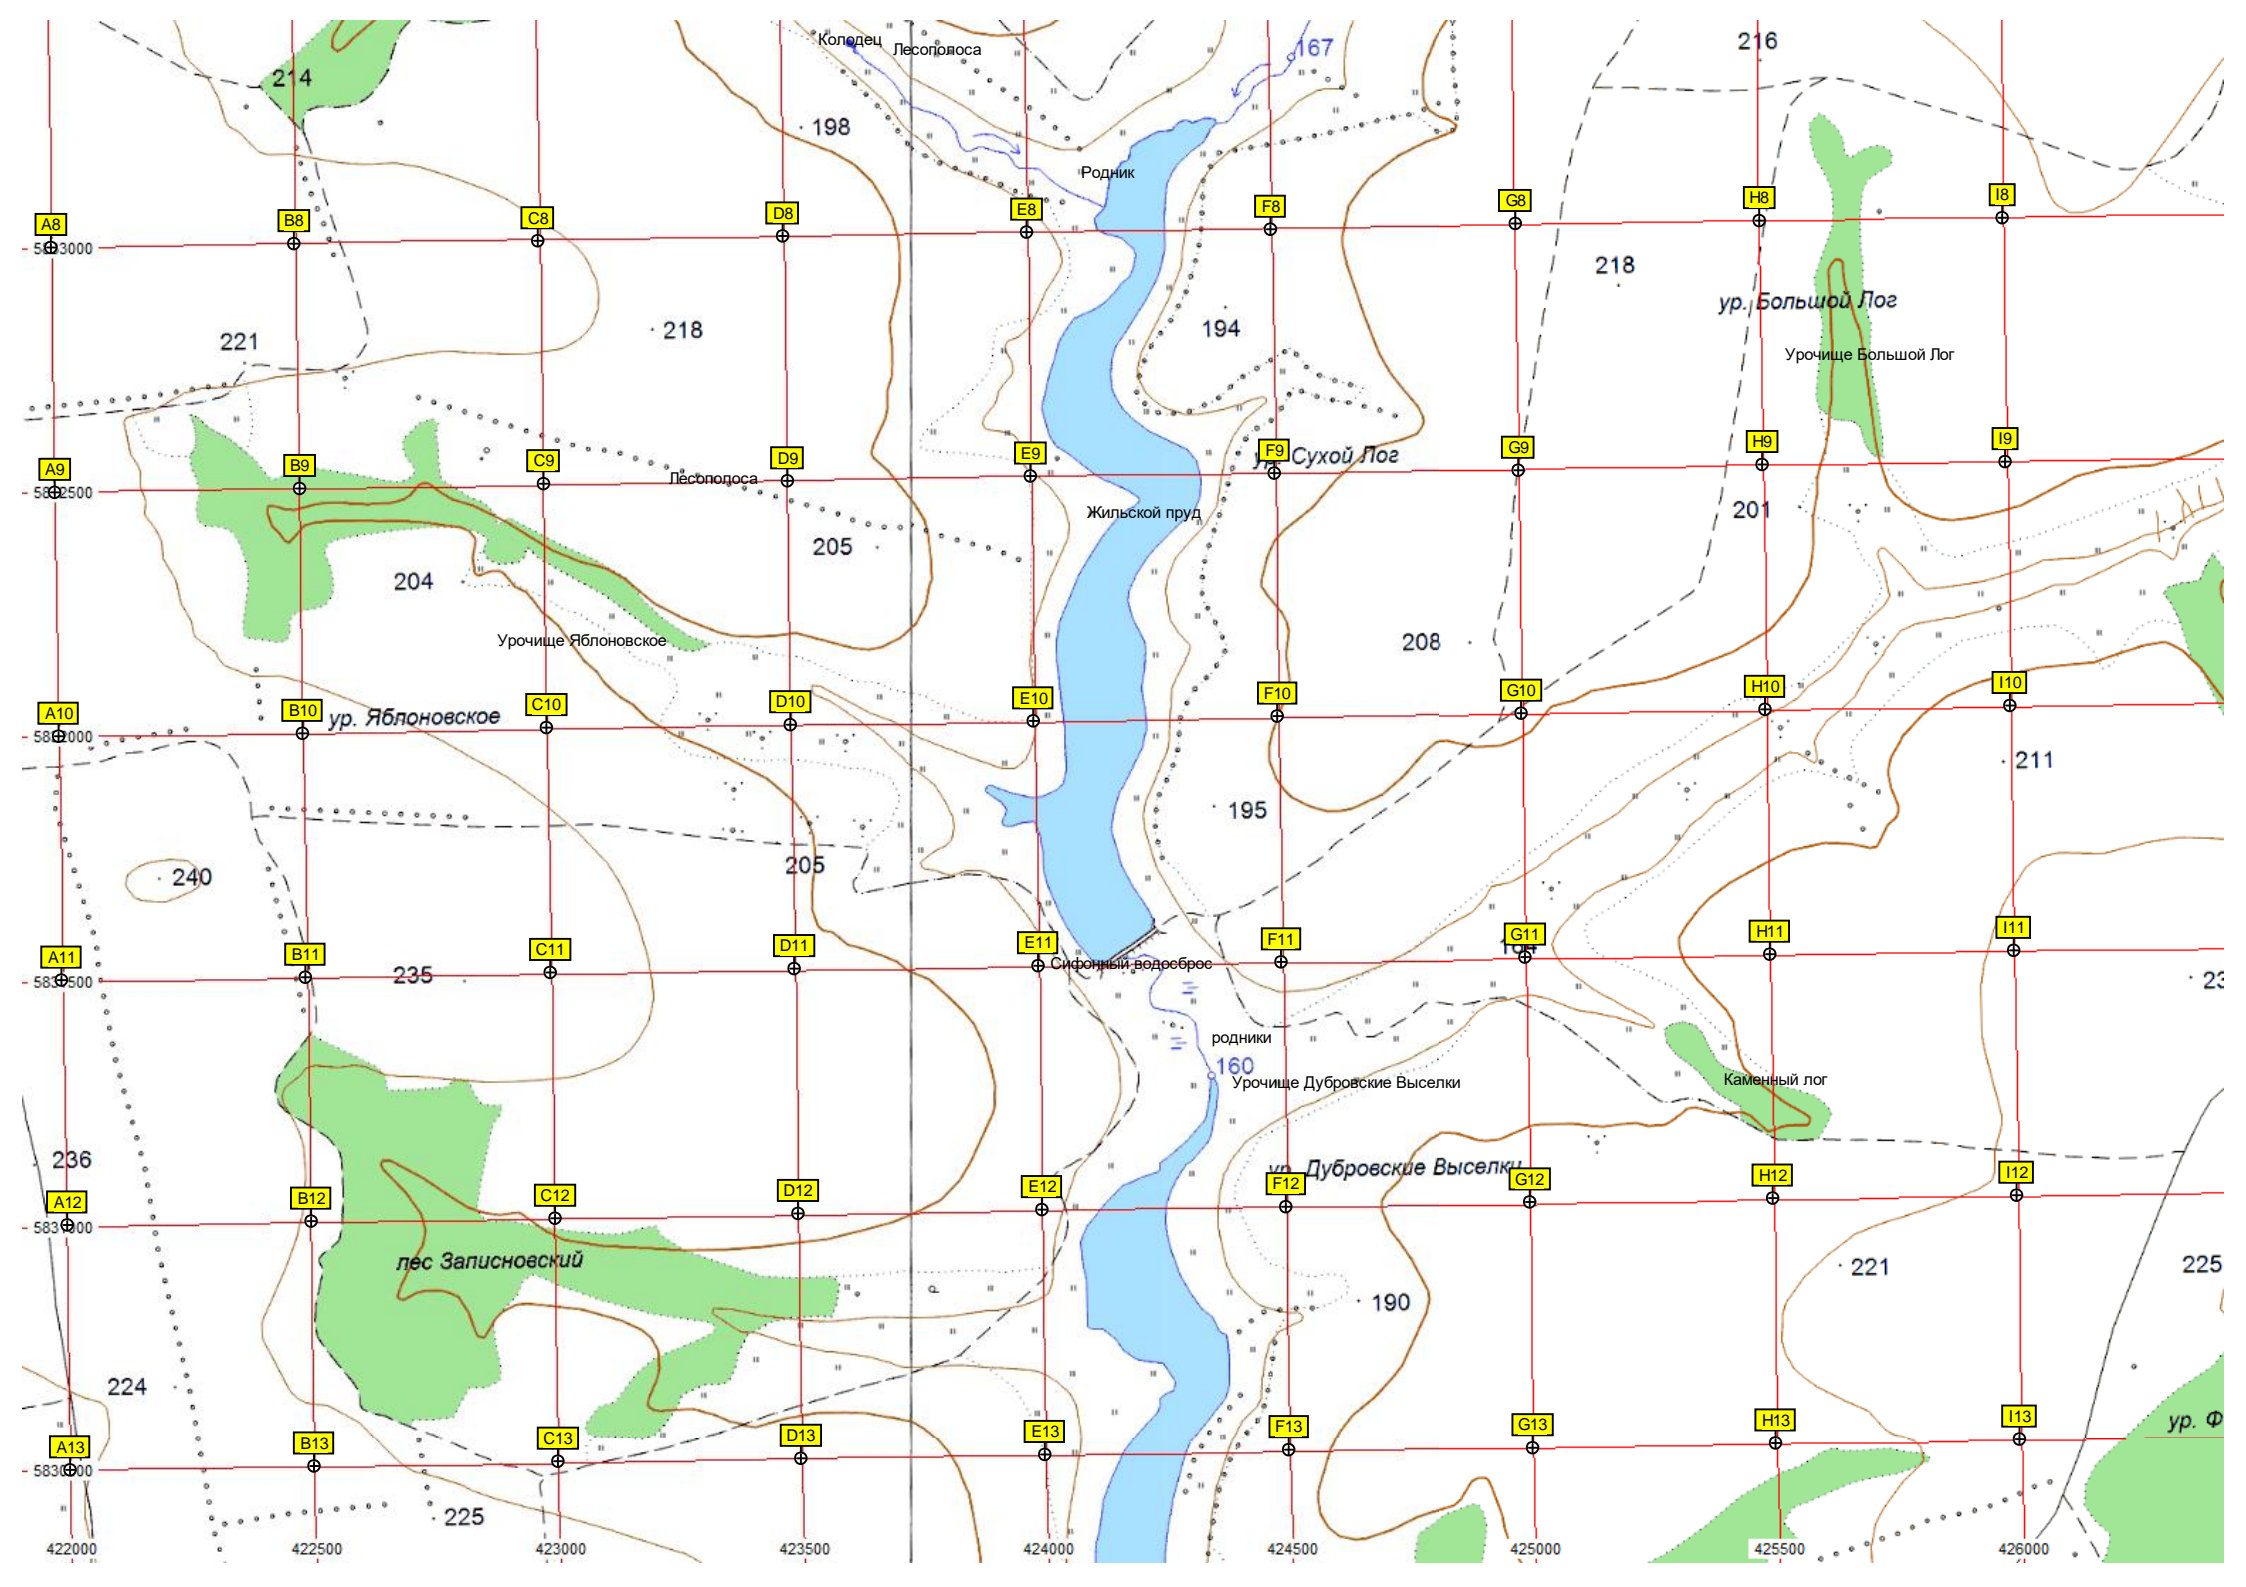 Колодец
Лесополоса
167
216
214
198
Родник
A8
B8
C8
D8
E8
F8
G8
H8
I8
218
ур. Большой Лог
221
218
194
Урочище Большой Лог
A9
B9
C9
D9
E9
F9
G9
H9
I9
ур. Сухой Лог
Лесополоса
Жильской пруд
201
205
204
Урочище Яблоновское
208
A10
B10
C10
D10
E10
F10
G10
H10
I10
ур. Яблоновское
211
195
205
240
A11
B11
C11
D11
E11
F11
G11
H11
I11
Сифонный водосброс
235
родники
160
Урочище Дубровские Выселки
Каменный лог
236
ур. Дубровские Выселки
A12
B12
C12
D12
E12
F12
G12
H12
I12
лес Записновский
221
225
190
224
A13
B13
C13
D13
E13
F13
G13
H13
I13
ур. Ф
225
422000
422500
423000
423500
424000
424500
425000
425500
426000